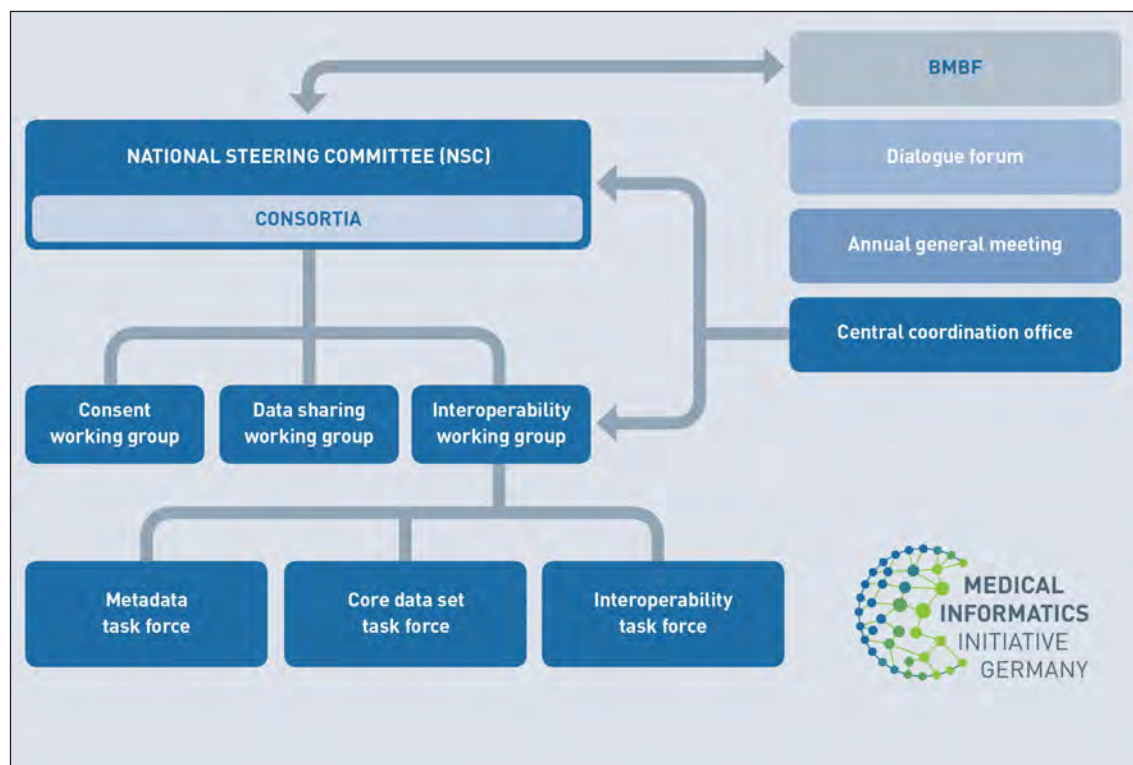 BMBF
NATIONAL STEERING COMMITTEE (NSC)
Dialogue forum
CONSORTIA
Annual general meeting
Central coordination office
Consent
working group
Data sharing
working group
Interoperability
working group
Metadada
task force
Core data set
task force
Interoperability
task force
MEDICAL
INFORMATICS
INITIATIVE
GERMANY